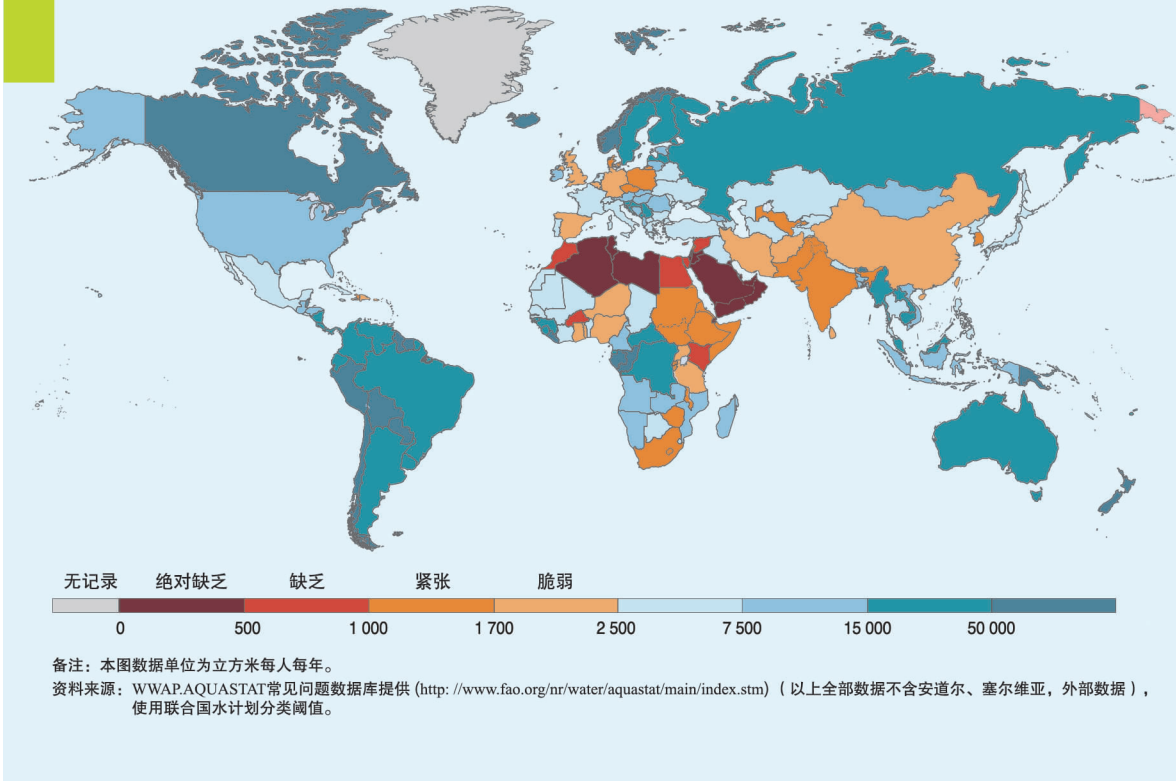 无记录 绝对缺乏 缺乏 紧张 脆弱
0 500 1 000 1 700 2 500 7 500 15 000 50 000
备注：本图数据单位为立方米每人每年。
资料来源：WWAP.AQUASTAT常见问题数据库提供 (http: //www.fao.org/nr/water/aquastat/main/index.stm) （以上全部数据不含安道尔、塞尔维亚，外部数据），
使用联合国水计划分类阈值。